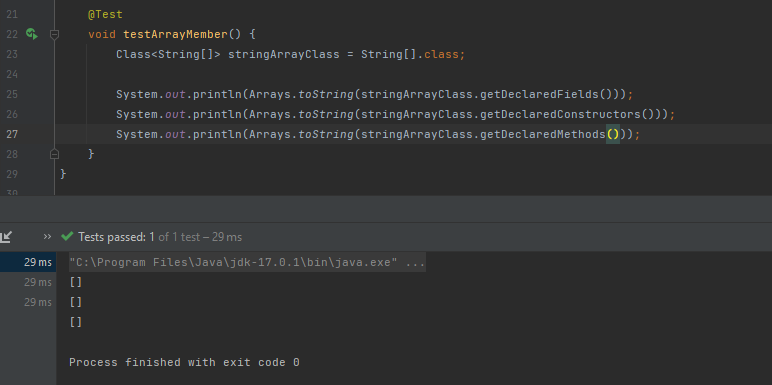 21 @Test
22 void testArrayMember() {
23 Class<String[]> stringArrayClass = String[].class;
24
25 System.out.println(Arrays.toString(stringArrayClass.getDeclaredFields()));
26 System.out.println(Arrays.toString(stringArrayClass.getDeclaredConstructors()));
27 System.out.println(Arrays.toString(stringArrayClass.getDeclaredMethods()));
28 }
29 }
30
» Tests passed: 1 of 1 test – 29 ms
29 ms "C:\Program Files\Java\jdk-17.0.1\bin\java.exe" ...
29 ms []
29 ms []
[]
Process finished with exit code 0